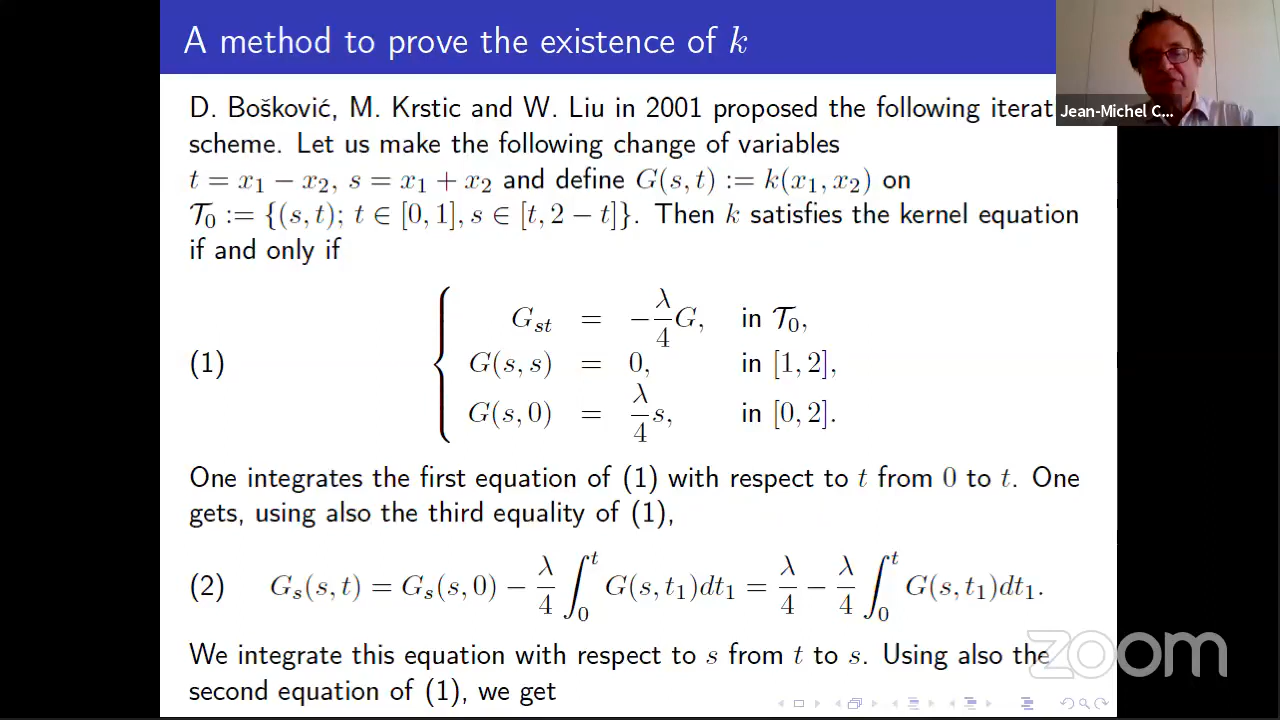 A method to prove the existence of k
D. Bošković, M. Krstic and W. Liu in 2001 proposed the following iterat
Jean-Michel C...
scheme. Let us make the following change of variables
t = x₁ − x₂, s = x₁ + x₂ and define G(s, t) := k(x₁, x₂) on
𝒯₀ := {(s, t); t ∈ [0, 1], s ∈ [t, 2 − t]}. Then k satisfies the kernel equation
if and only if
(1) { G_{st} = −(λ/4)G, in 𝒯₀,
G(s, s) = 0, in [1, 2],
G(s, 0) = (λ/4)s, in [0, 2].
One integrates the first equation of (1) with respect to t from 0 to t. One
gets, using also the third equality of (1),
(2) G_s(s, t) = G_s(s, 0) − (λ/4) ∫₀ᵗ G(s, t₁)dt₁ = λ/4 − (λ/4) ∫₀ᵗ G(s, t₁)dt₁.
We integrate this equation with respect to s from t to s. Using also the
second equation of (1), we get
zoom